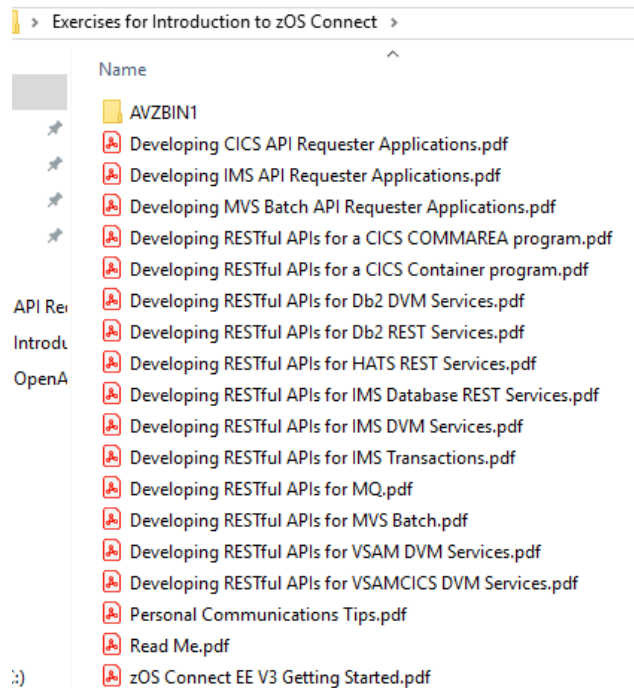 Exercises for Introduction to zOS Connect
Name
AVZBIN1
Developing CICS API Requester Applications.pdf
Developing IMS API Requester Applications.pdf
Developing MVS Batch API Requester Applications.pdf
Developing RESTful APIs for a CICS COMMAREA program.pdf
Developing RESTful APIs for a CICS Container program.pdf
API Re
Developing RESTful APIs for Db2 DVM Services.pdf
Developing RESTful APIs for Db2 REST Services.pdf
Introdu
Developing RESTful APIs for HATS REST Services.pdf
OpenA
Developing RESTful APIs for IMS Database REST Services.pdf
Developing RESTful APIs for IMS DVM Services.pdf
Developing RESTful APIs for IMS Transactions.pdf
Developing RESTful APIs for MQ.pdf
Developing RESTful APIs for MVS Batch.pdf
Developing RESTful APIs for VSAM DVM Services.pdf
Developing RESTful APIs for VSAMCICS DVM Services.pdf
Personal Communications Tips.pdf
Read Me.pdf
:)
zOS Connect EE V3 Getting Started.pdf